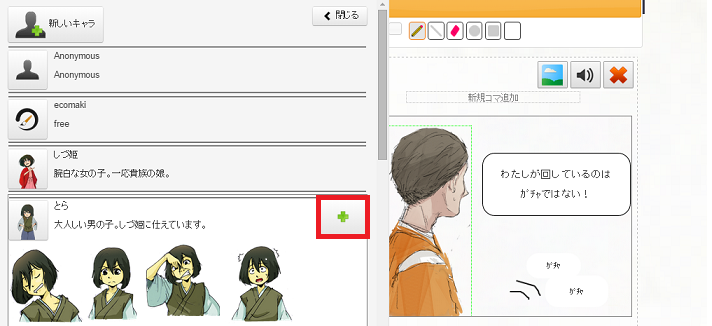 新しいキャラ
閉じる
Anonymous
Anonymous
ecomaki
free
しづ姫
腕白な女の子。一応貴族の娘。
とら
大人しい男の子。しづ姫に仕えています。
新規コマ追加
わたしが回しているのは
ガチャではない！
ガチャ
ガチャ